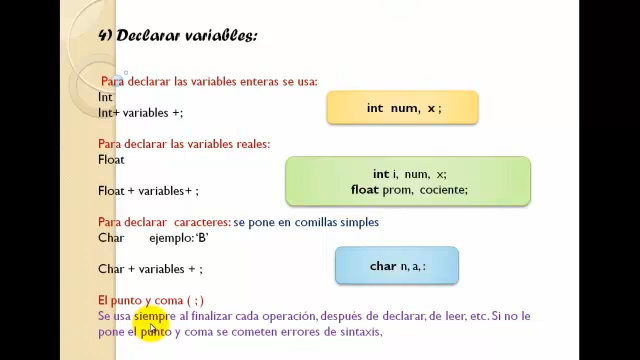 4) Declarar variables:
Para declarar las variables enteras se usa:
Int
Int+ variables +;
int num, x ;
Para declarar las variables reales:
Float
Float + variables+ ;
int i, num, x;
float prom, cociente;
Para declarar caracteres: se pone en comillas simples
Char ejemplo: ‘B’
Char + variables + ;
char n, a, :
El punto y coma ( ; )
Se usa siempre al finalizar cada operación, después de declarar, de leer, etc. Si no le
pone el punto y coma se cometen errores de sintaxis,